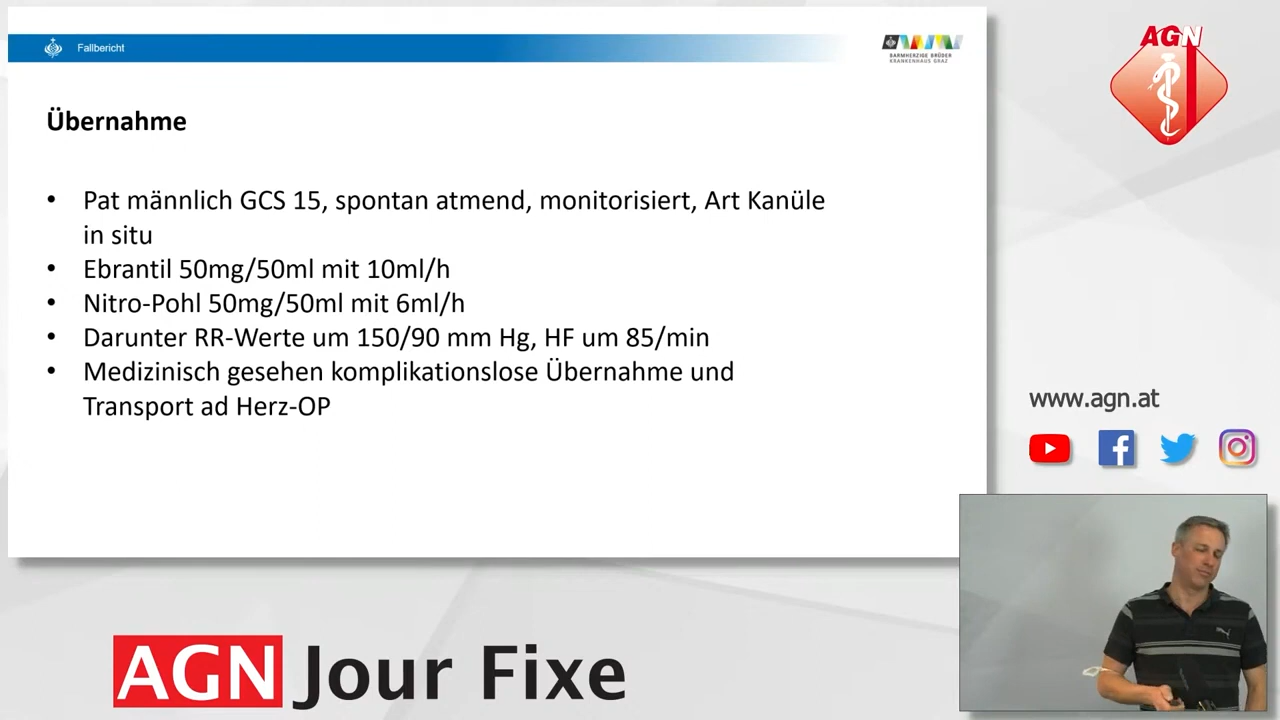 Fallbericht
BARMHERZIGE BRÜDER
KRANKENHAUS GRAZ
AGN
Übernahme
• Pat männlich GCS 15, spontan atmend, monitorisiert, Art Kanüle
in situ
• Ebrantil 50mg/50ml mit 10ml/h
• Nitro-Pohl 50mg/50ml mit 6ml/h
• Darunter RR-Werte um 150/90 mm Hg, HF um 85/min
• Medizinisch gesehen komplikationslose Übernahme und
Transport ad Herz-OP
www.agn.at
AGN Jour Fixe